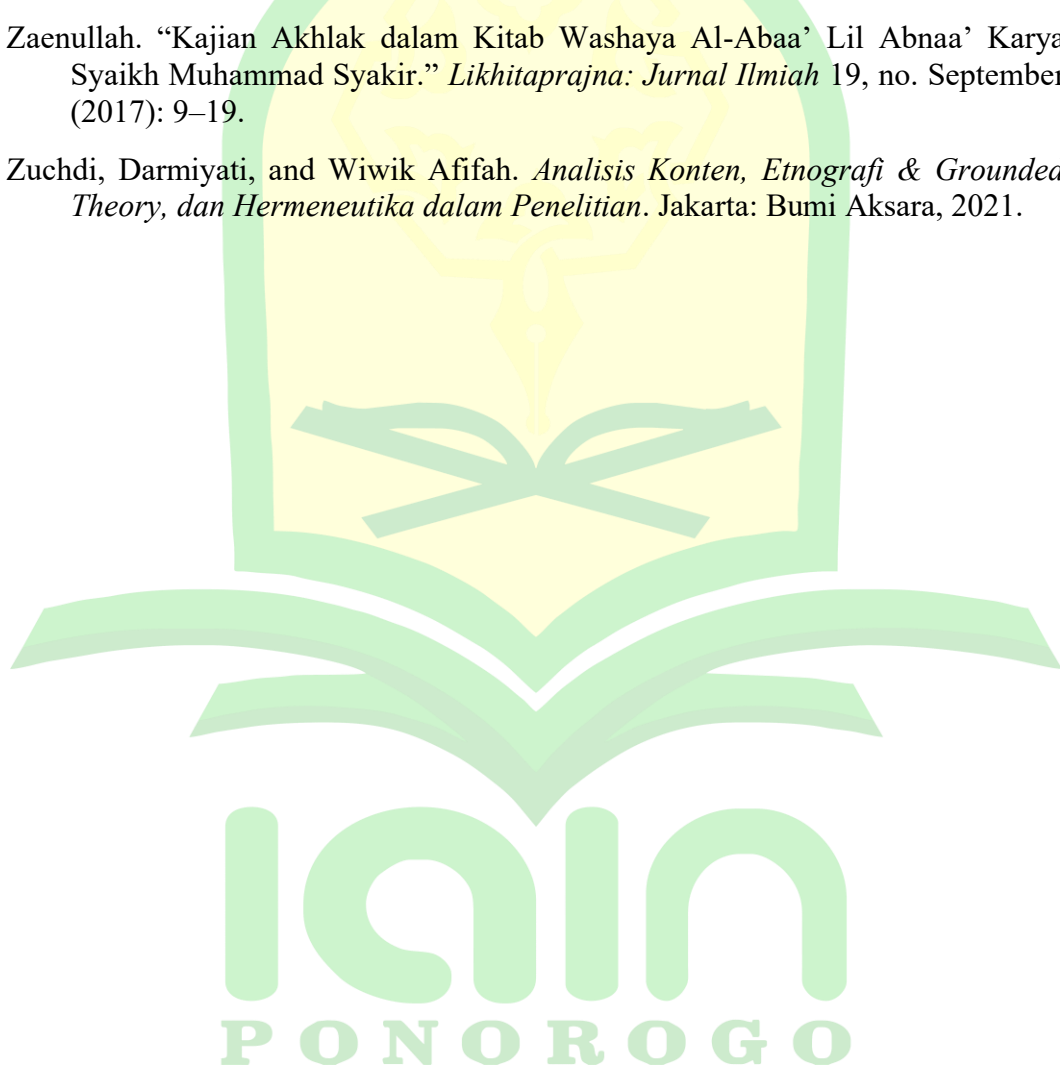 Zaenullah. “Kajian Akhlak dalam Kitab Washaya Al-Abaa’ Lil Abnaa’ Karya
Syaikh Muhammad Syakir.” Likhitaprajna: Jurnal Ilmiah 19, no. September
(2017): 9–19.
Zuchdi, Darmiyati, and Wiwik Afifah. Analisis Konten, Etnografi & Grounded
Theory, dan Hermeneutika dalam Penelitian. Jakarta: Bumi Aksara, 2021.
IAIN
PONOROGO